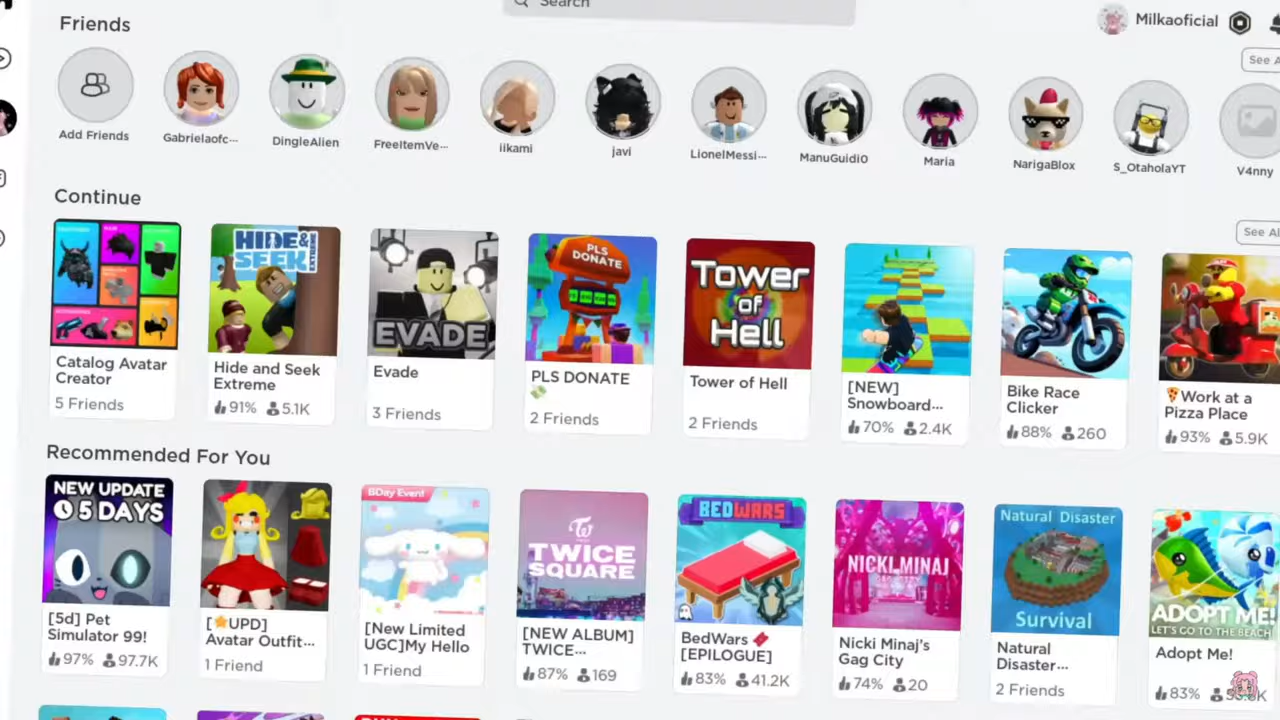 Search
Milkaoficial
Friends
See A
Add Friends
Gabrielaofc...
DingleAlien
FreeItemVe...
iikami
javi
LionelMessi...
ManuGuidi0
Maria
NarigaBlox
S_OtaholaYT
V4nny
Continue
See Al
HIDE&
SEEK
EXTREME
EVADE
PLS
DONATE
Tower
of
Hell
Catalog Avatar
Creator
5 Friends
Hide and Seek
Extreme
91% 5.1K
Evade
3 Friends
PLS DONATE
2 Friends
Tower of Hell
2 Friends
[NEW]
Snowboard...
70% 2.4K
Bike Race
Clicker
88% 260
Work at a
Pizza Place
93% 5.9K
Recommended For You
NEW UPDATE
5 DAYS
BDay Event
TWICE
SQUARE
BEDWARS
NICKI MINAJ
GAG CITY
Natural Disaster
Survival
ADOPT ME!
LET'S GO TO THE BEACH!
[5d] Pet
Simulator 99!
97% 97.7K
[⭐UPD]
Avatar Outfit...
1 Friend
[New Limited
UGC]My Hello
1 Friend
[NEW ALBUM]
TWICE...
87% 169
BedWars
[EPILOGUE]
83% 41.2K
Nicki Minaj's
Gag City
74% 20
Natural
Disaster...
2 Friends
Adopt Me!
83%